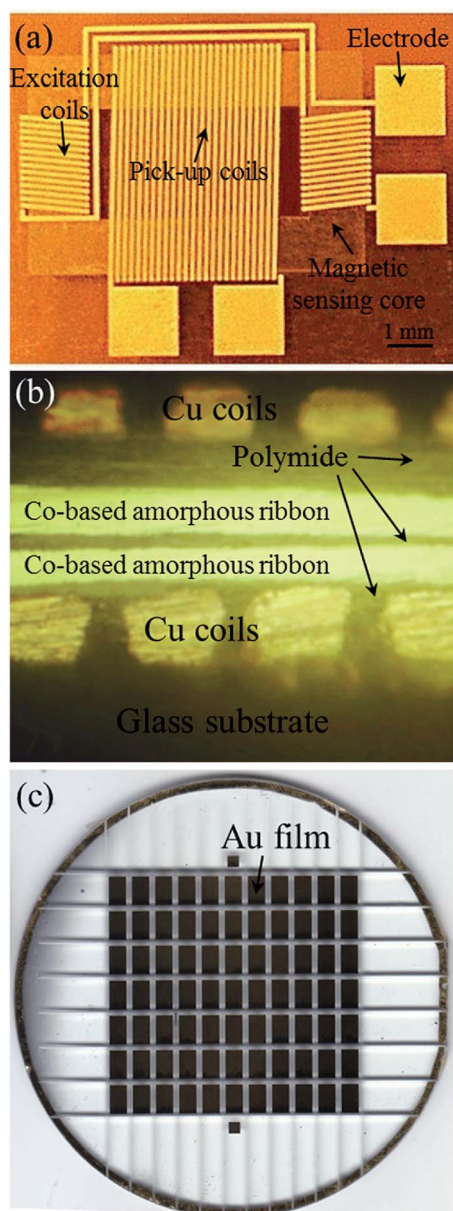 (a)
Electrode
Excitation
coils
Pick-up coils
Magnetic
sensing core
1 mm
(b)
Cu coils
Polymide
Co-based amorphous ribbon
Co-based amorphous ribbon
Cu coils
Glass substrate
(c)
Au film